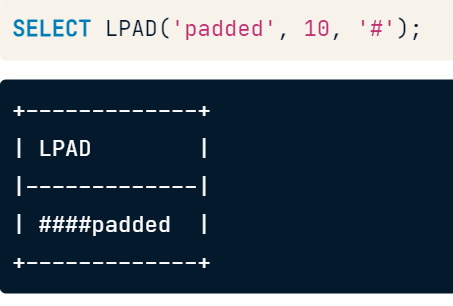 SELECT LPAD('padded', 10, '#');
+-------------+
| LPAD        |
|-------------|
| ####padded  |
+-------------+